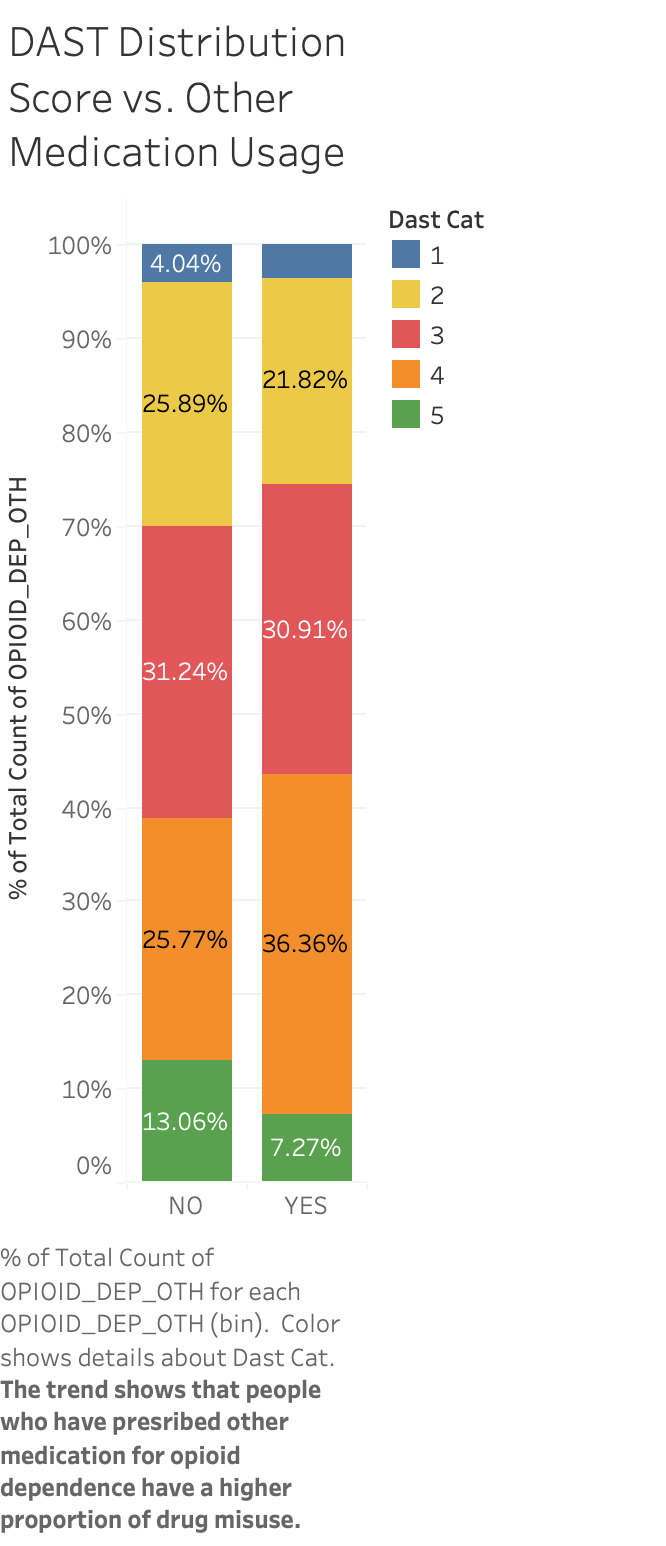 DAST Distribution
Score vs. Other
Medication Usage
Dast Cat
1
2
3
4
5
% of Total Count of OPIOID_DEP_OTH
100%
90%
80%
70%
60%
50%
40%
30%
20%
10%
0%
4.04%
25.89%
31.24%
25.77%
13.06%
21.82%
30.91%
36.36%
7.27%
NO
YES
% of Total Count of
OPIOID_DEP_OTH for each
OPIOID_DEP_OTH (bin).  Color
shows details about Dast Cat.
The trend shows that people
who have presribed other
medication for opioid
dependence have a higher
proportion of drug misuse.